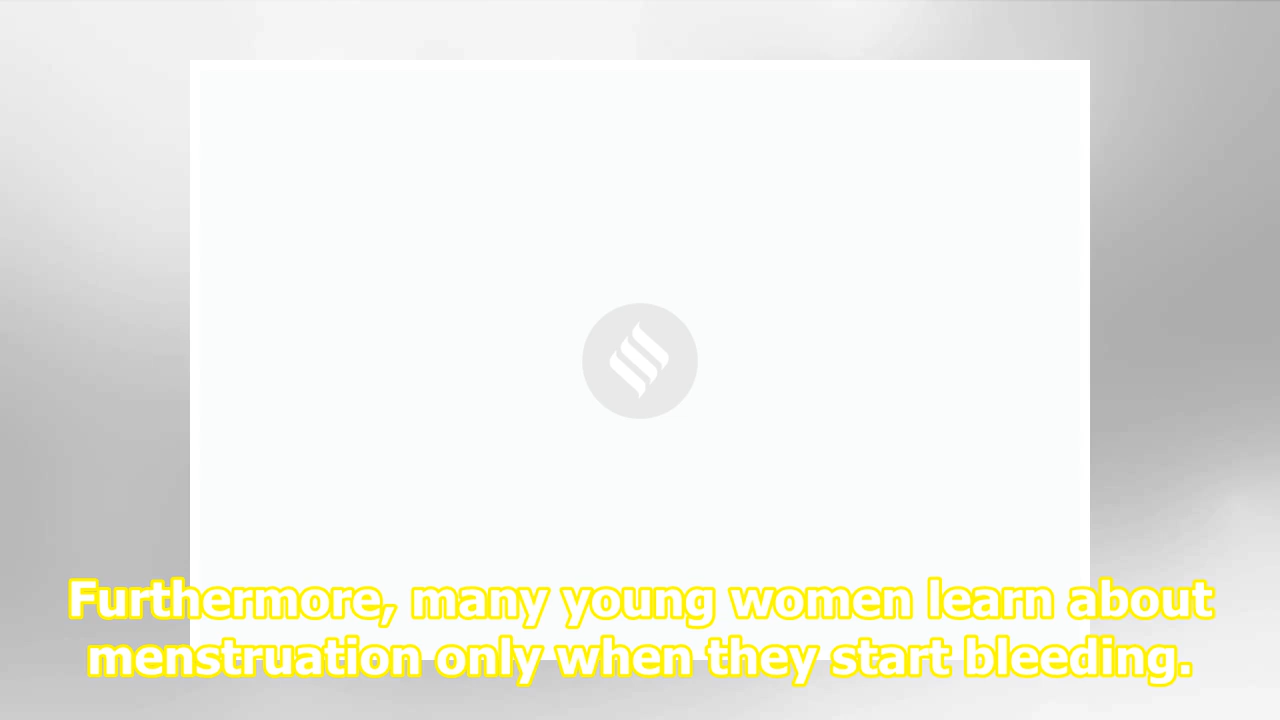 Furthermore, many young women learn about
menstruation only when they start bleeding.